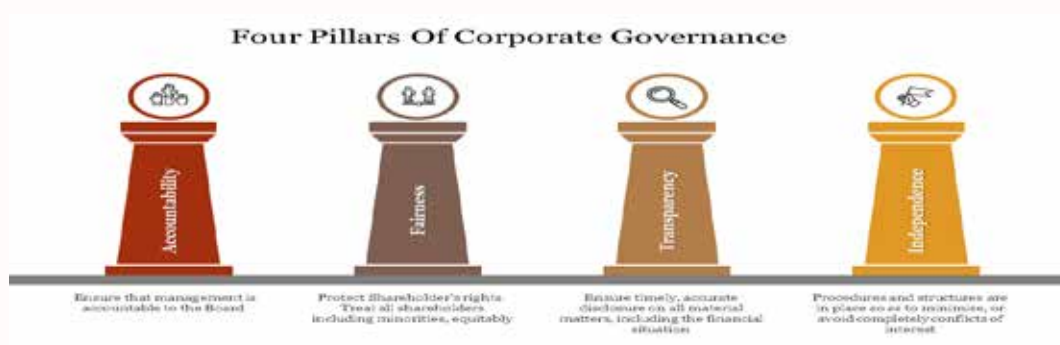 Four Pillars Of Corporate Governance
Accountability
Fairness
Transparency
Independence
Ensure that management is
accountable to the Board
Protect Shareholder's rights
Treat all shareholders
including minorities, equitably
Ensure timely, accurate
disclosure on all material
matters, including the financial
situation
Procedures and structures are
in place so as to minimize, or
avoid completely conflicts of
interest